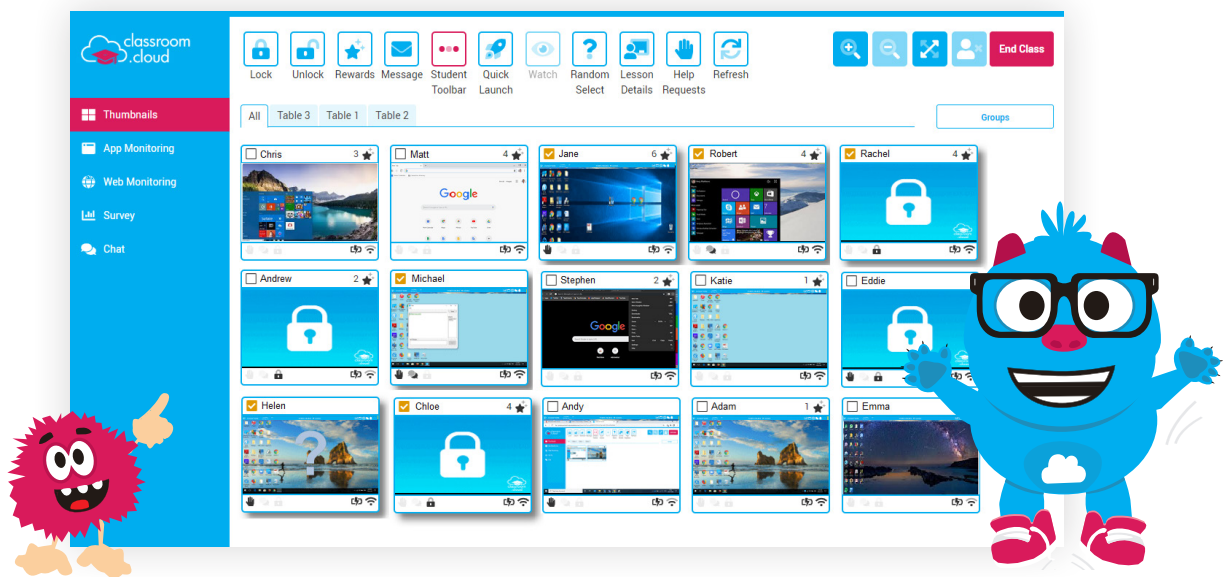 classroom
.cloud
Lock Unlock Rewards Message Student Toolbar Quick Launch Watch Random Select Lesson Details Help Requests Refresh
End Class
Thumbnails
App Monitoring
Web Monitoring
Survey
Chat
All Table 3 Table 1 Table 2
Groups
Chris 3 Matt 4 Jane 6 Robert 4 Rachel 4
Google
Andrew 2 Michael Stephen 2 Katie 1 Eddie
Google
Helen Chloe 4 Andy Adam 1 Emma
?